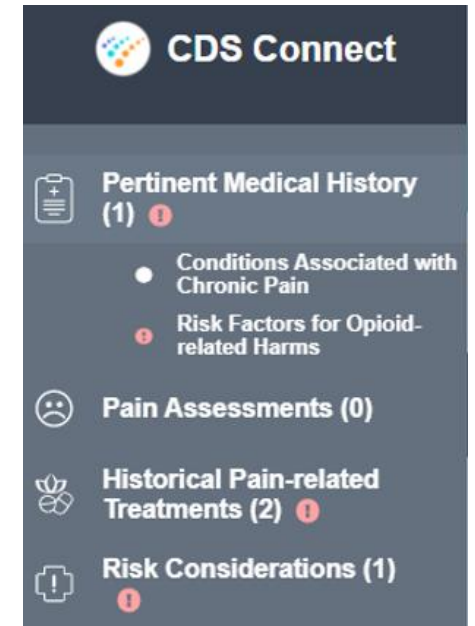 CDS Connect
Pertinent Medical History
(1)
Conditions Associated with
Chronic Pain
Risk Factors for Opioid-
related Harms
Pain Assessments (0)
Historical Pain-related
Treatments (2)
Risk Considerations (1)